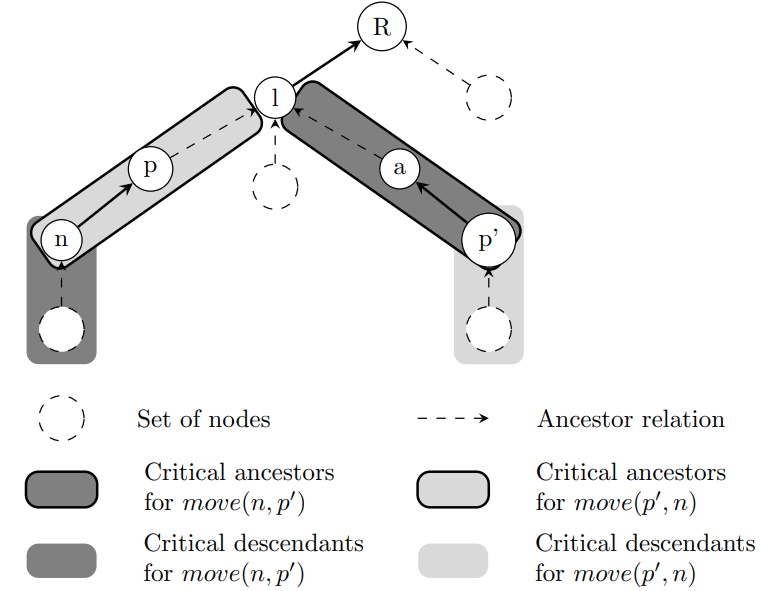 R
l
p
a
n
p’
Set of nodes
Ancestor relation
Critical ancestors
for move(n, p′)
Critical ancestors
for move(p′, n)
Critical descendants
for move(n, p′)
Critical descendants
for move(p′, n)